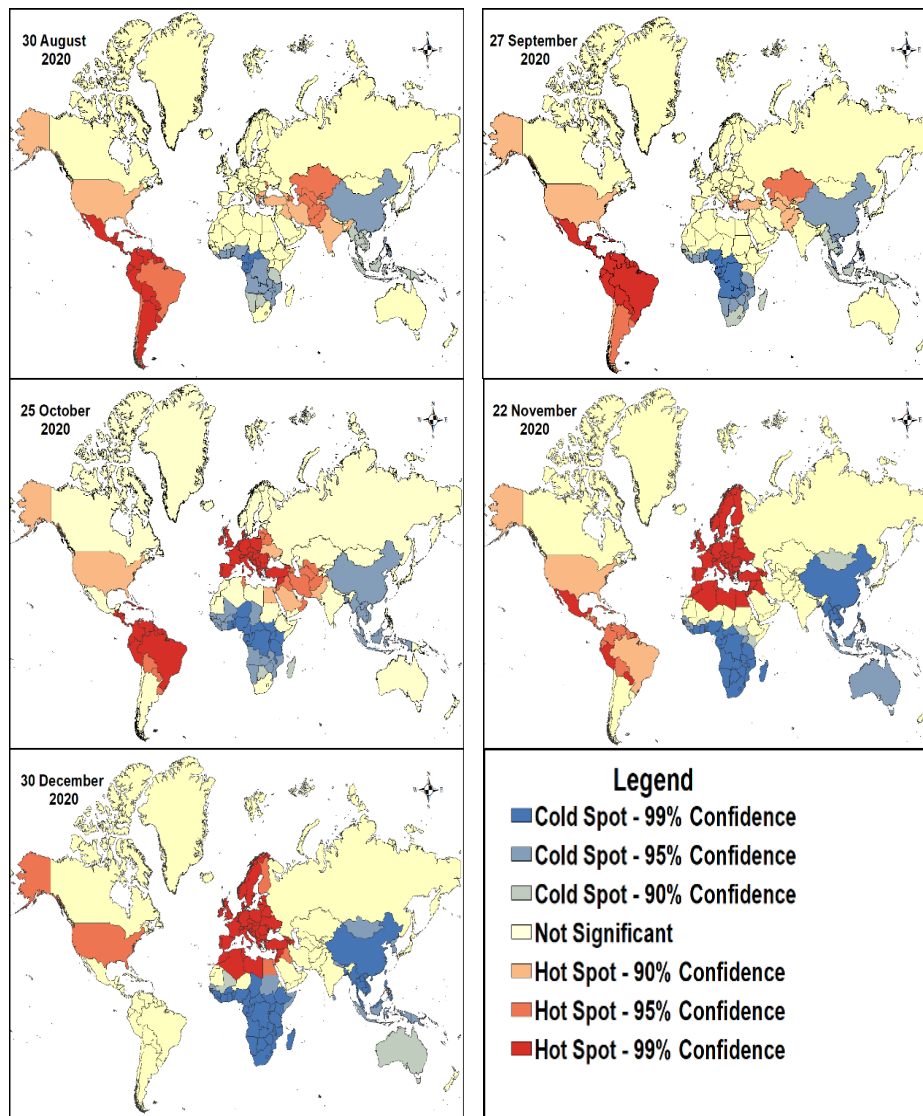 30 August
2020
N
W E
S
27 September
2020
N
W E
S
25 October
2020
N
W E
S
22 November
2020
N
W E
S
30 December
2020
N
W E
S
Legend
Cold Spot - 99% Confidence
Cold Spot - 95% Confidence
Cold Spot - 90% Confidence
Not Significant
Hot Spot - 90% Confidence
Hot Spot - 95% Confidence
Hot Spot - 99% Confidence